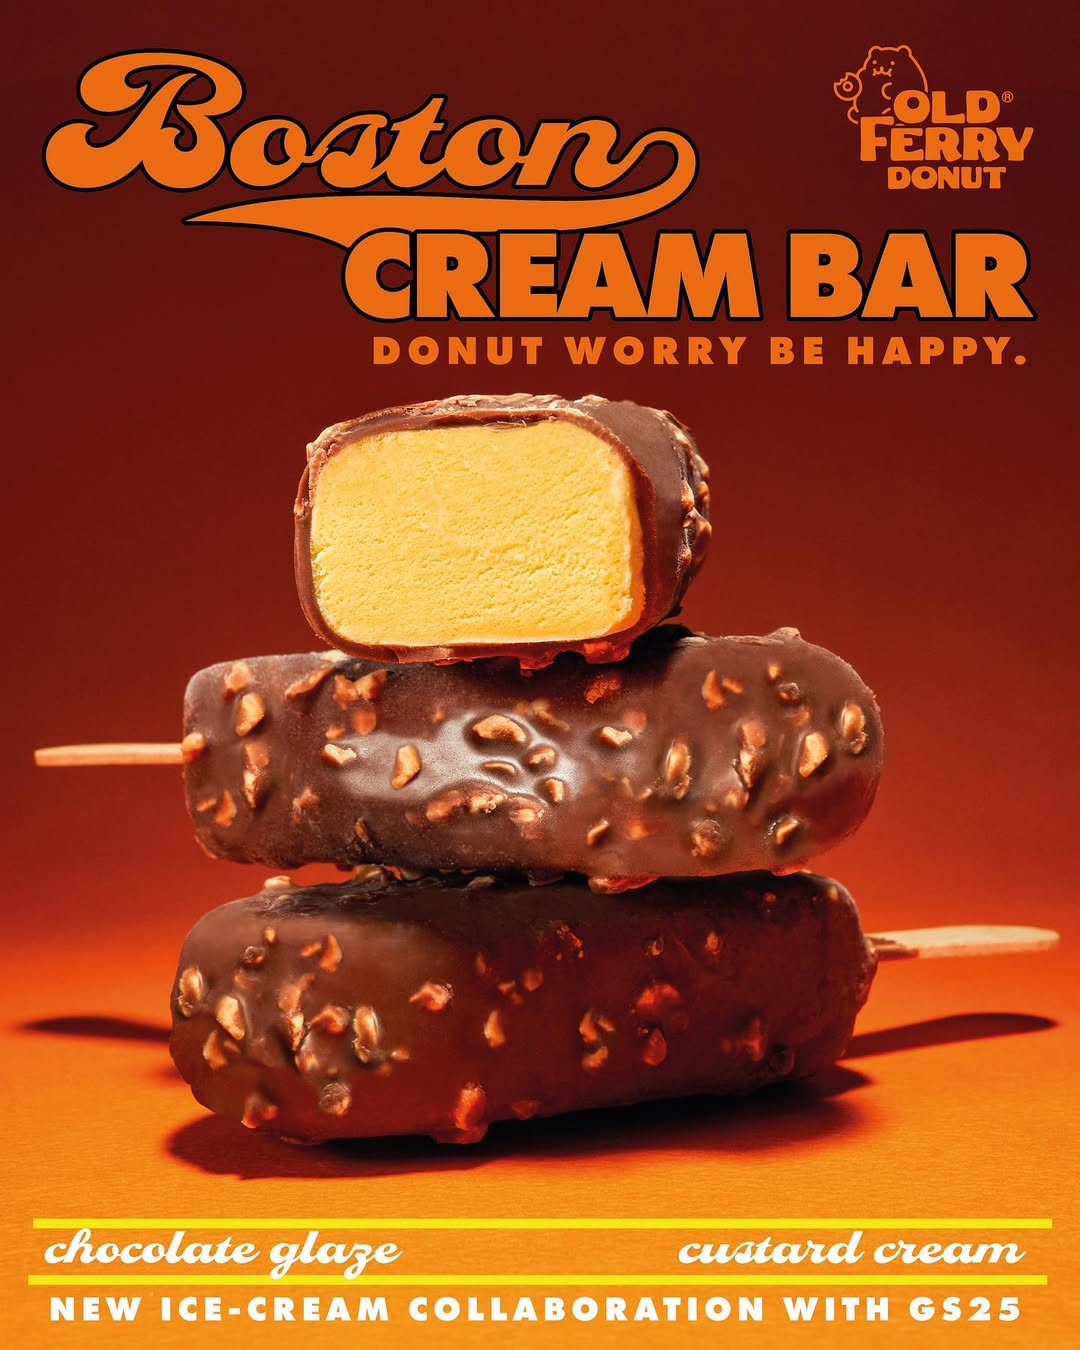 Boston
CREAM BAR
DONUT WORRY BE HAPPY.
OLD®
FERRY
DONUT
chocolate glaze custard cream
NEW ICE-CREAM COLLABORATION WITH GS25